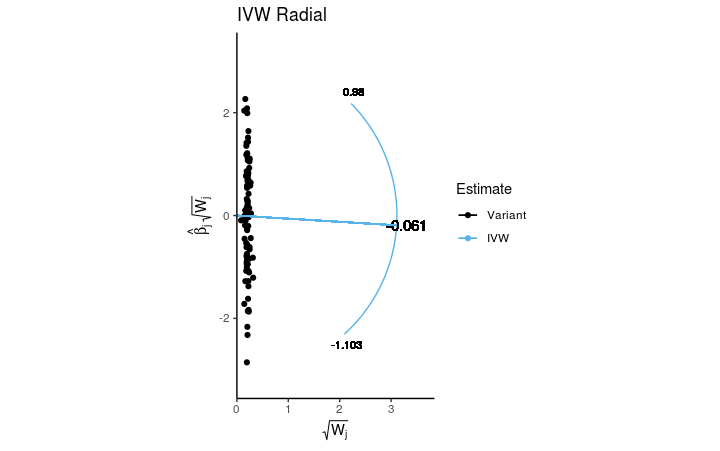 IVW Radial
0.98
2
0
-2
β̂j√Wj
-0.061
-1.103
0 1 2 3
√Wj
Estimate
Variant
IVW